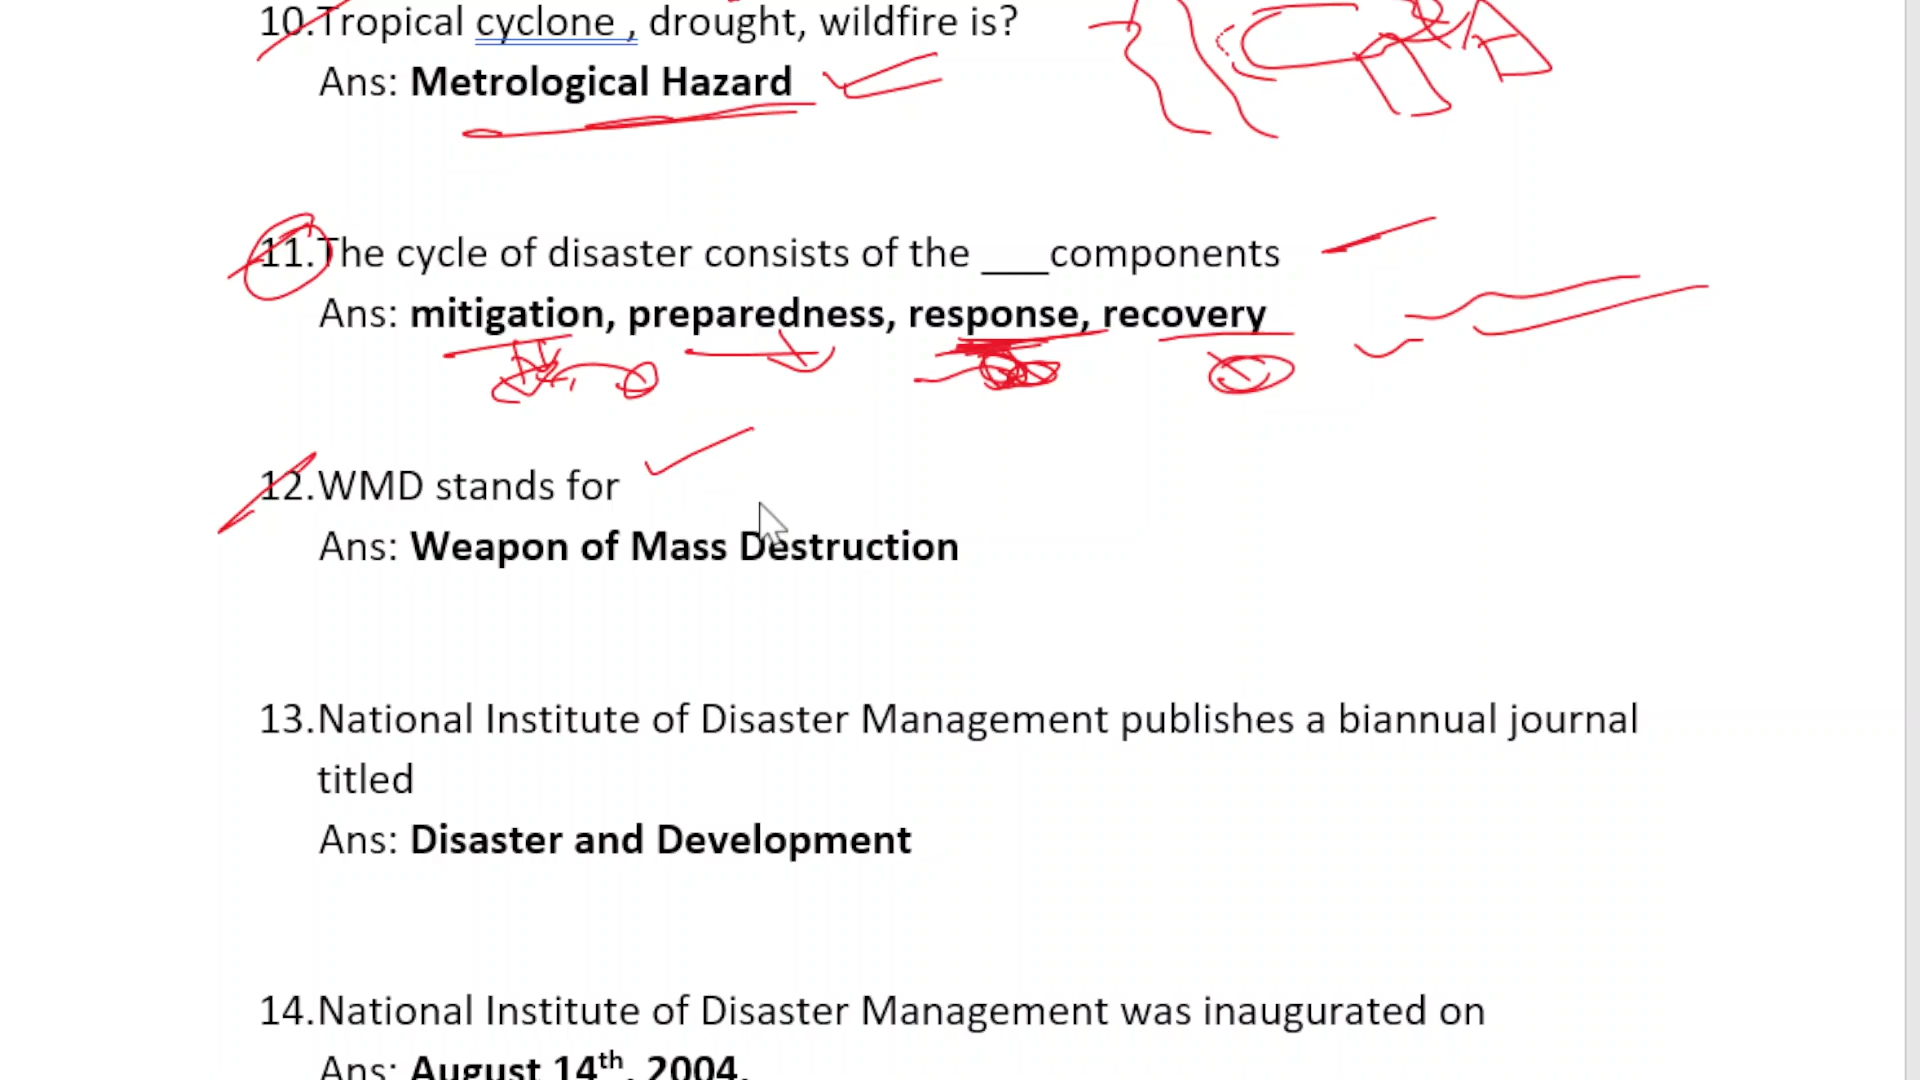 10.Tropical cyclone , drought, wildfire is?
Ans: Metrological Hazard
11.The cycle of disaster consists of the ___components
Ans: mitigation, preparedness, response, recovery
12.WMD stands for
Ans: Weapon of Mass Destruction
13.National Institute of Disaster Management publishes a biannual journal
titled
Ans: Disaster and Development
14.National Institute of Disaster Management was inaugurated on
Ans: August 14th, 2004.